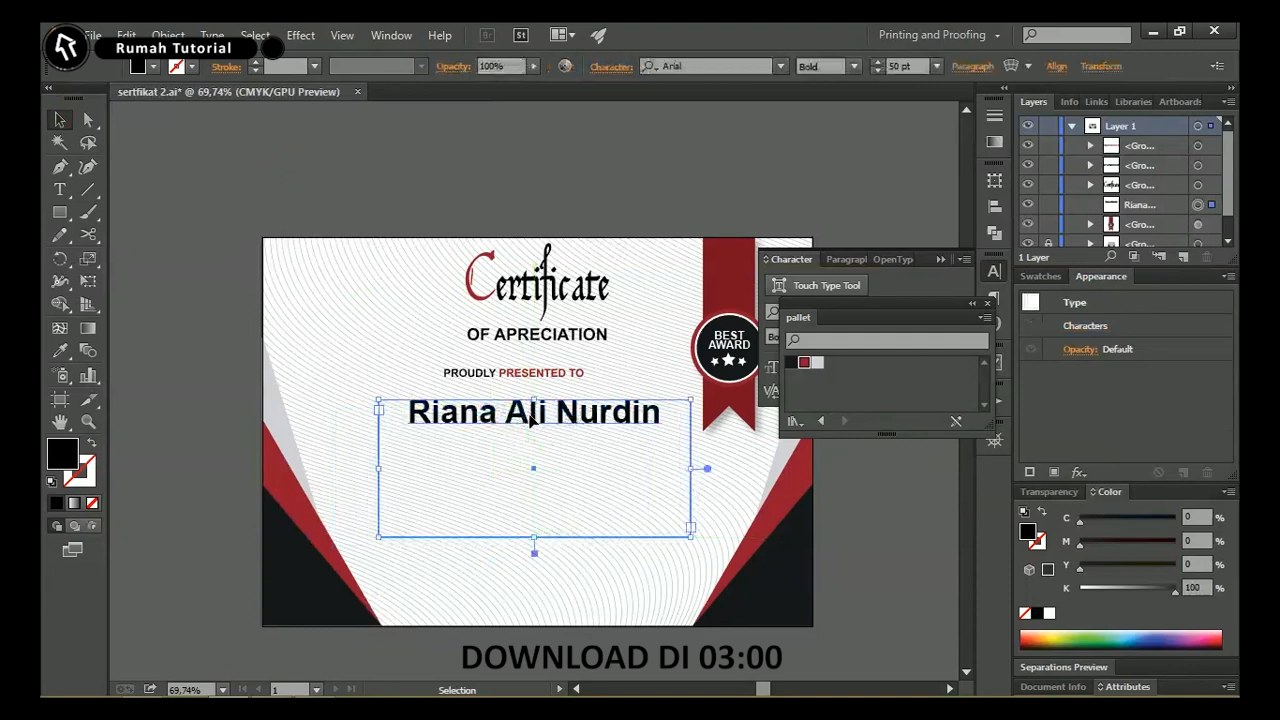 Rumah Tutorial
File Edit Object Type Select Effect View Window Help
Br St
Printing and Proofing
Stroke: Opacity: 100% Character: Arial Bold 50 pt Paragraph Align Transform
sertfikat 2.ai* @ 69,74% (CMYK/GPU Preview)
Layers Info Links Libraries Artboards
Layer 1
<Gro...
<Gro...
<Gro...
Riana...
<Gro...
<Gro...
1 Layer
Character Paragraph OpenTyp
Touch Type Tool
pallet
Swatches Appearance
Type
Characters
Opacity: Default
Certificate
OF APRECIATION
PROUDLY PRESENTED TO
Riana Ali Nurdin
BEST
AWARD
Transparency Color
C 0 %
M 0 %
Y 0 %
K 100 %
Separations Preview
Document Info Attributes
DOWNLOAD DI 03:00
69,74% 1 Selection